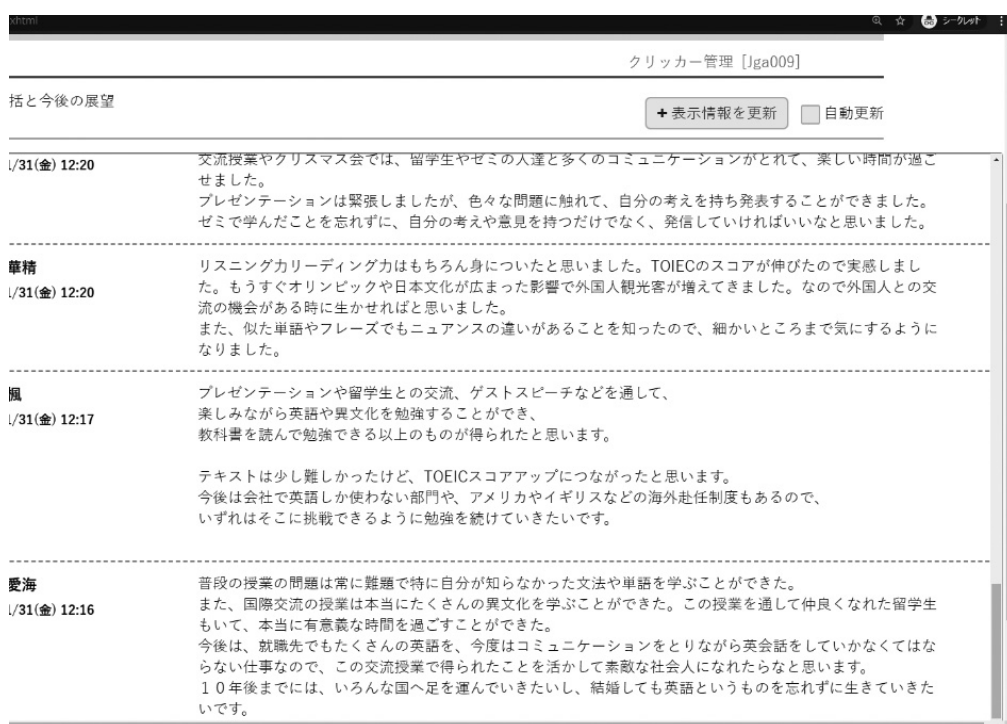 xhtml
シークレット
クリッカー管理 [Jga009]
括と今後の展望
+表示情報を更新
自動更新
1/31(金) 12:20
交流授業やクリスマス会では、留学生やゼミの人達と多くのコミュニケーションがとれて、楽しい時間が過ご
せました。
プレゼンテーションは緊張しましたが、色々な問題に触れて、自分の考えを持ち発表することができました。
ゼミで学んだことを忘れずに、自分の考えや意見を持つだけでなく、発信していければいいなと思いました。
華精
1/31(金) 12:20
リスニング力リーディング力はもちろん身についたと思いました。TOIECのスコアが伸びたので実感しまし
た。もうすぐオリンピックや日本文化が広まった影響で外国人観光客が増えてきました。なので外国人との交
流の機会がある時に生かせればと思いました。
また、似た単語やフレーズでもニュアンスの違いがあることを知ったので、細かいところまで気にするように
なりました。
楓
1/31(金) 12:17
プレゼンテーションや留学生との交流、ゲストスピーチなどを通して、
楽しみながら英語や異文化を勉強することができ、
教科書を読んで勉強できる以上のものが得られたと思います。
テキストは少し難しかったけど、TOEICスコアアップにつながったと思います。
今後は会社で英語しか使わない部門や、アメリカやイギリスなどの海外赴任制度もあるので、
いずれはそこに挑戦できるように勉強を続けていきたいです。
愛海
1/31(金) 12:16
普段の授業の問題は常に難題で特に自分が知らなかった文法や単語を学ぶことができた。
また、国際交流の授業は本当にたくさんの異文化を学ぶことができた。この授業を通して仲良くなれた留学生
もいて、本当に有意義な時間を過ごすことができた。
今後は、就職先でもたくさんの英語を、今度はコミュニケーションをとりながら英会話をしていかなくてはな
らない仕事なので、この交流授業で得られたことを活かして素敵な社会人になれたらなと思います。
１０年後までには、いろんな国へ足を運んでいきたいし、結婚しても英語というものを忘れずに生きていきた
いです。